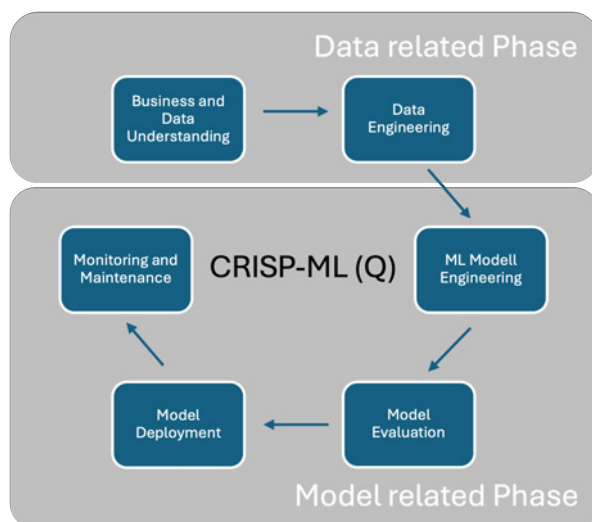 Data related Phase
Business and
Data
Understanding
Data
Engineering
Monitoring and
Maintenance
CRISP-ML (Q)
ML Modell
Engineering
Model
Deployment
Model
Evaluation
Model related Phase